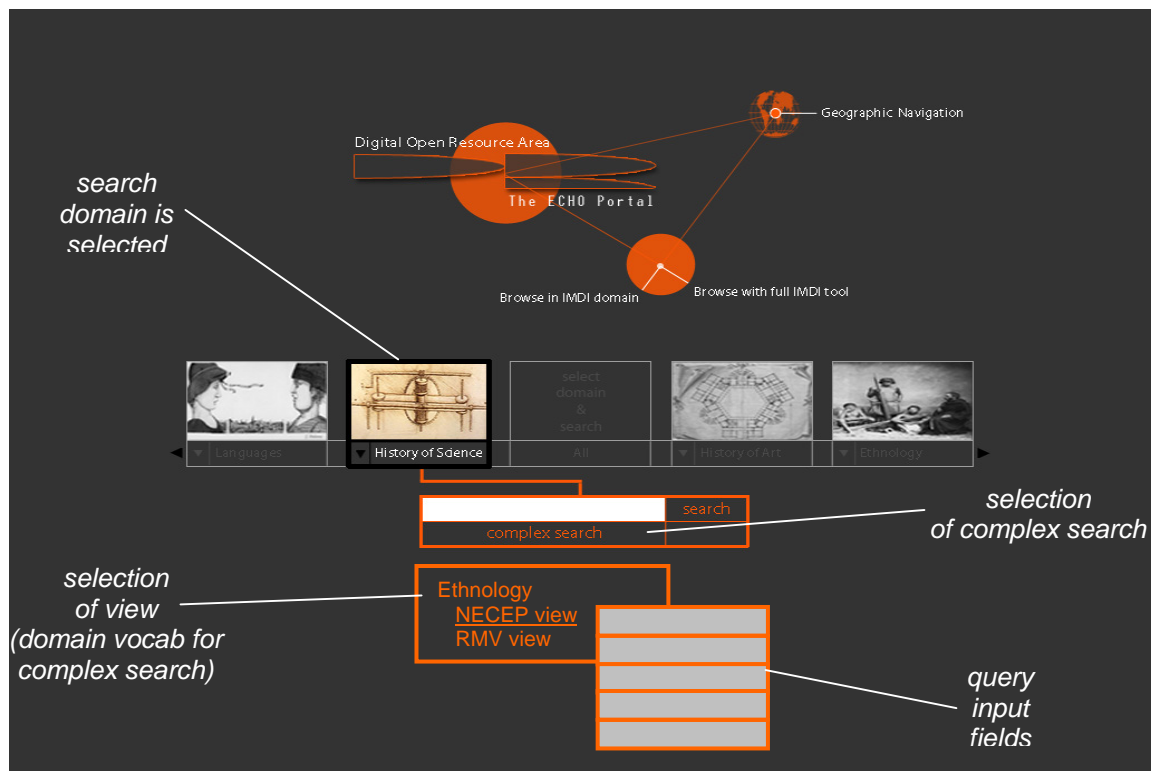 Geographic Navigation
Digital Open Resource Area
The ECHO Portal
search
domain is
selected
Browse in IMDI domain
Browse with full IMDI tool
select
domain
&
search
Languages
History of Science
All
History of Art
Ethnology
search
complex search
selection
of complex search
selection
of view
(domain vocab for
complex search)
Ethnology
NECEP view
RMV view
query
input
fields